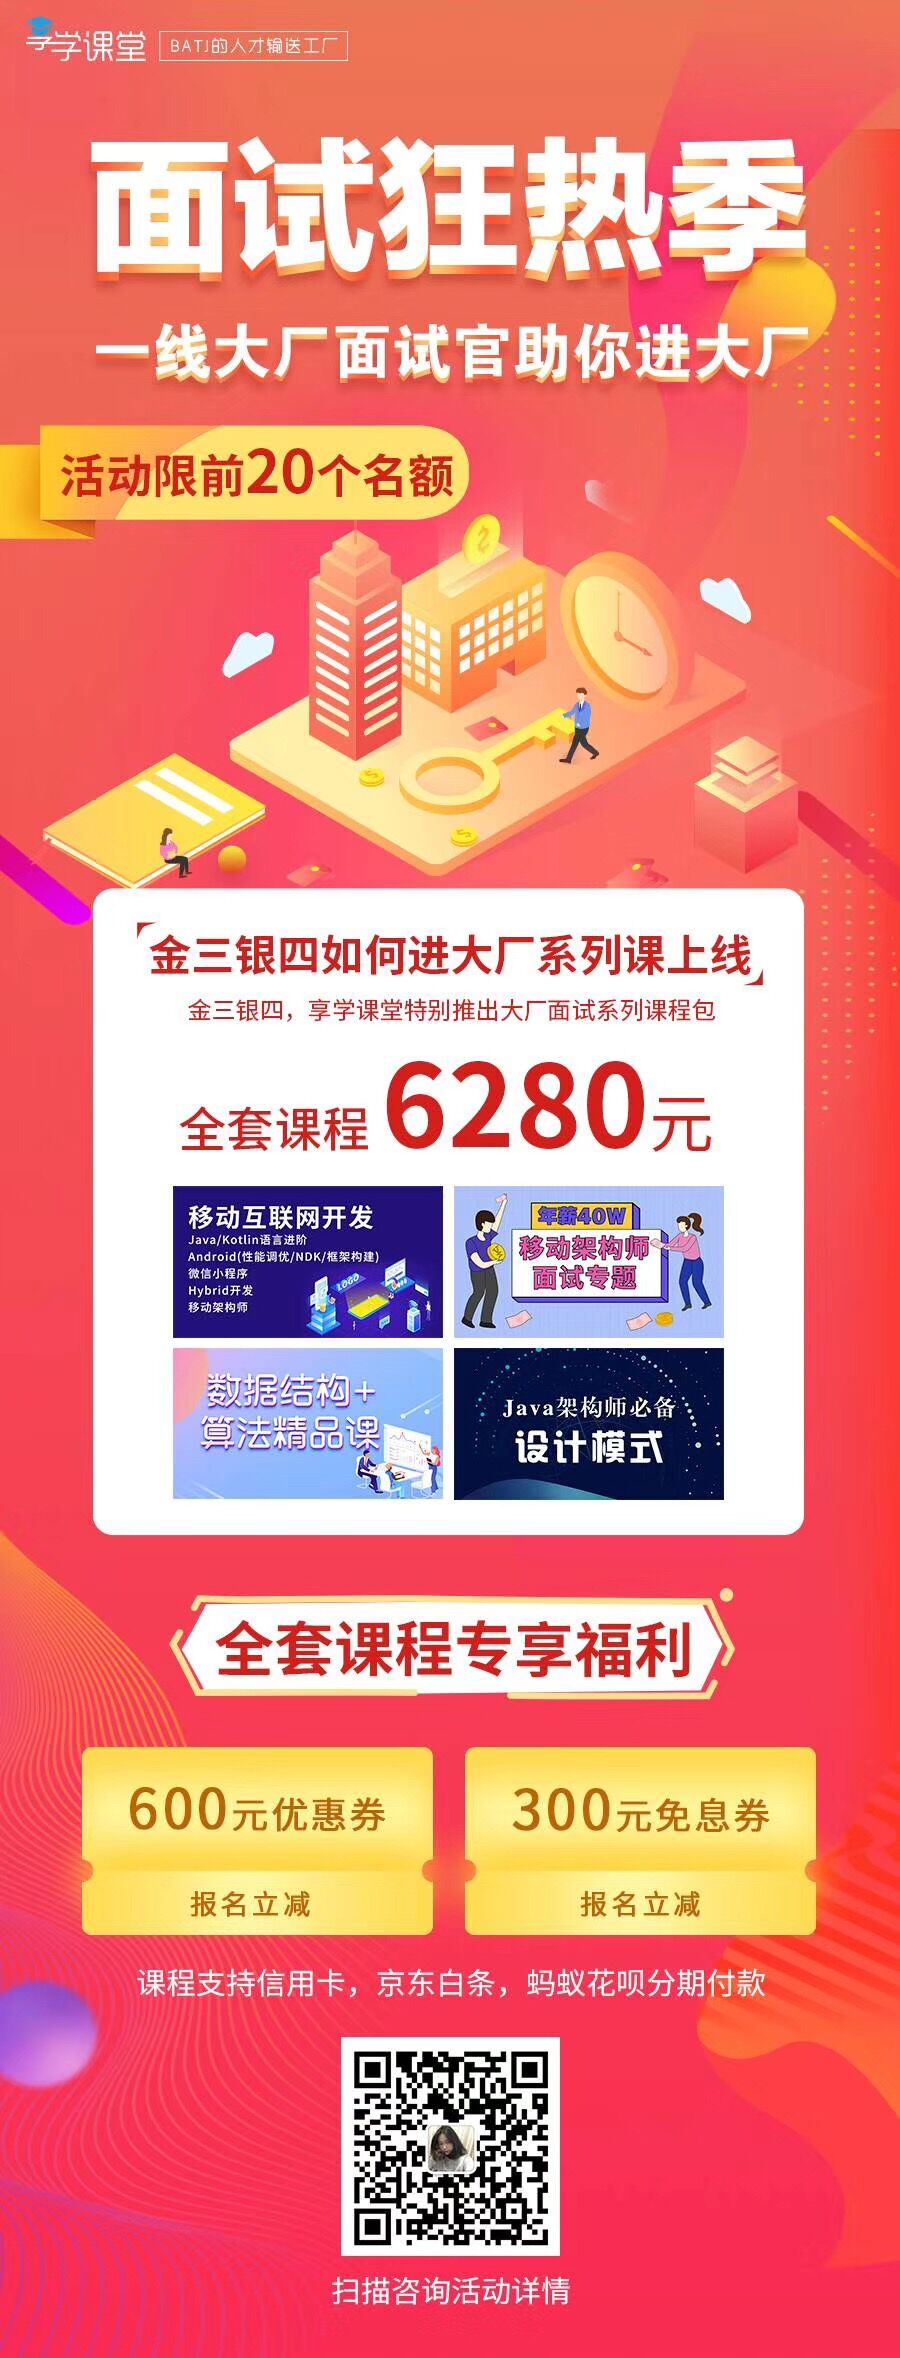 享学课堂
BATJ的人才输送工厂
面试狂热季
一线大厂面试官助你进大厂
活动限前20个名额
金三银四如何进大厂系列课上线
金三银四，享学课堂特别推出大厂面试系列课程包
全套课程 6280元
移动互联网开发
Java/Kotlin语言进阶
Android(性能调优/NDK/框架构建)
微信小程序
Hybrid开发
移动架构师
LOGO
年薪40W
移动架构师
面试专题
数据结构+
算法精品课
Java架构师必备
设计模式
全套课程专享福利
600元优惠券
报名立减
300元免息券
报名立减
课程支持信用卡，京东白条，蚂蚁花呗分期付款
扫描咨询活动详情